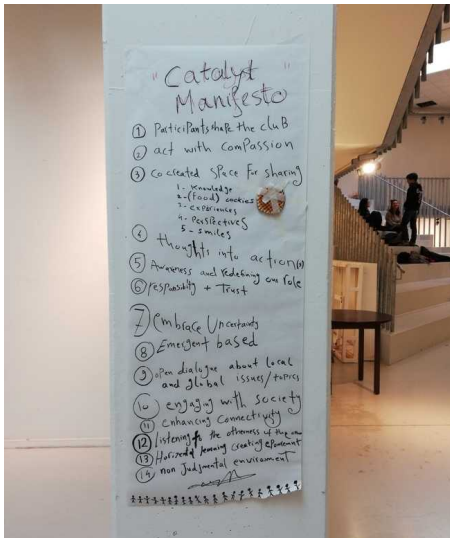 "Catalyst"
Manifesto
① Participants shape the cluB
② act with comPassion
③ co created SPace For sharing
1- Knowledge
2-(Food) cookies
3- experiences
4- persPectives
5- smiles
④ thoughts into action(s)
⑤ Awareness and redefining our role
⑥ responsibility + Trust
⑦ embrace Uncertainty
⑧ Emergent based
⑨ open dialogue about local
and global issues/topics
⑩ engaging with society
⑪ enhancing connectivity
⑫ Listening to the otherness of the
⑬ learning creating
⑭ non Judgmental enviroment